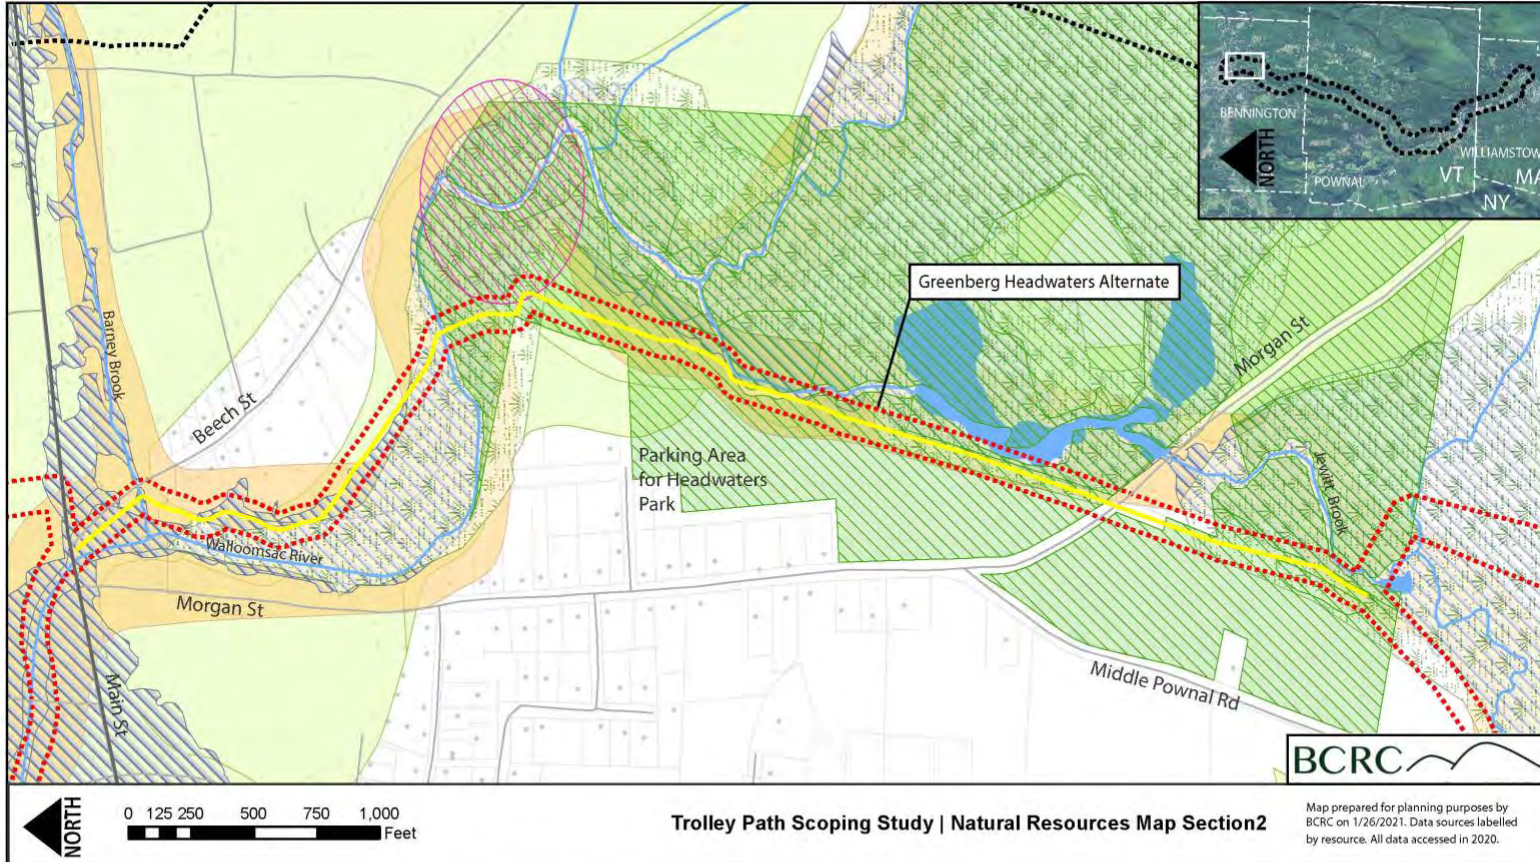 BENNINGTON
NORTH
POWNAL
WILLIAMSTOW
VT
MA
NY
Greenberg Headwaters Alternate
Morgan St
Barney Brook
Beech St
Parking Area
for Headwaters
Park
Jewitt Brook
Walloomsac River
Morgan St
Middle Pownal Rd
Main St
BCRC
NORTH
0 125 250 500 750 1,000
Feet
Trolley Path Scoping Study | Natural Resources Map Section2
Map prepared for planning purposes by
BCRC on 1/26/2021. Data sources labelled
by resource. All data accessed in 2020.